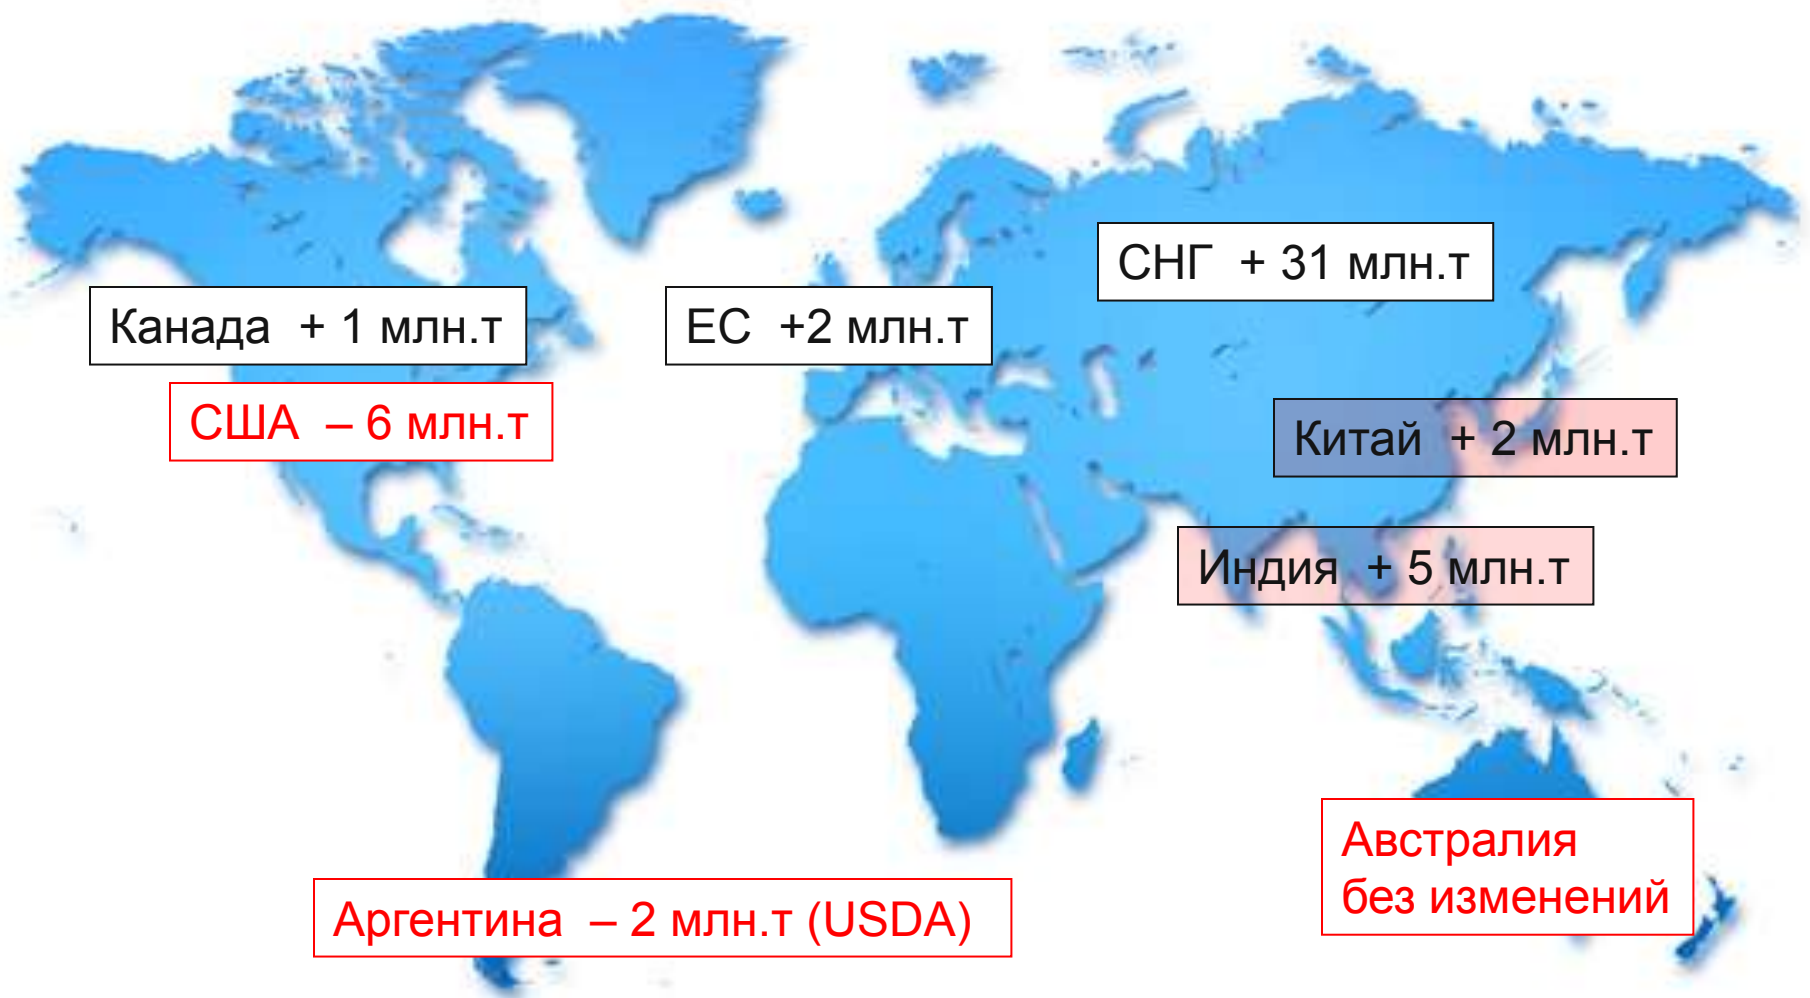 СНГ + 31 млн.т
Канада + 1 млн.т
ЕС +2 млн.т
США – 6 млн.т
Китай + 2 млн.т
Индия + 5 млн.т
Австралия
без изменений
Аргентина – 2 млн.т (USDA)